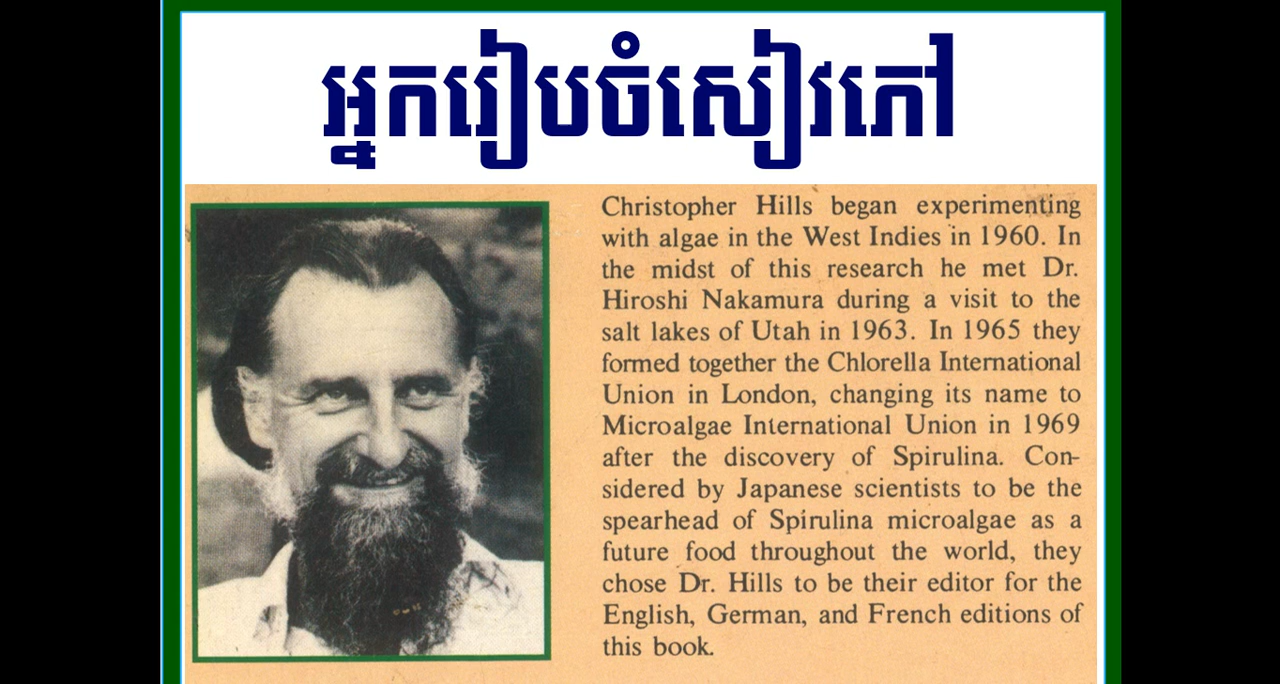 អ្នករៀបចំសៀវភៅ
Christopher Hills began experimenting
with algae in the West Indies in 1960. In
the midst of this research he met Dr.
Hiroshi Nakamura during a visit to the
salt lakes of Utah in 1963. In 1965 they
formed together the Chlorella International
Union in London, changing its name to
Microalgae International Union in 1969
after the discovery of Spirulina. Con-
sidered by Japanese scientists to be the
spearhead of Spirulina microalgae as a
future food throughout the world, they
chose Dr. Hills to be their editor for the
English, German, and French editions of
this book.